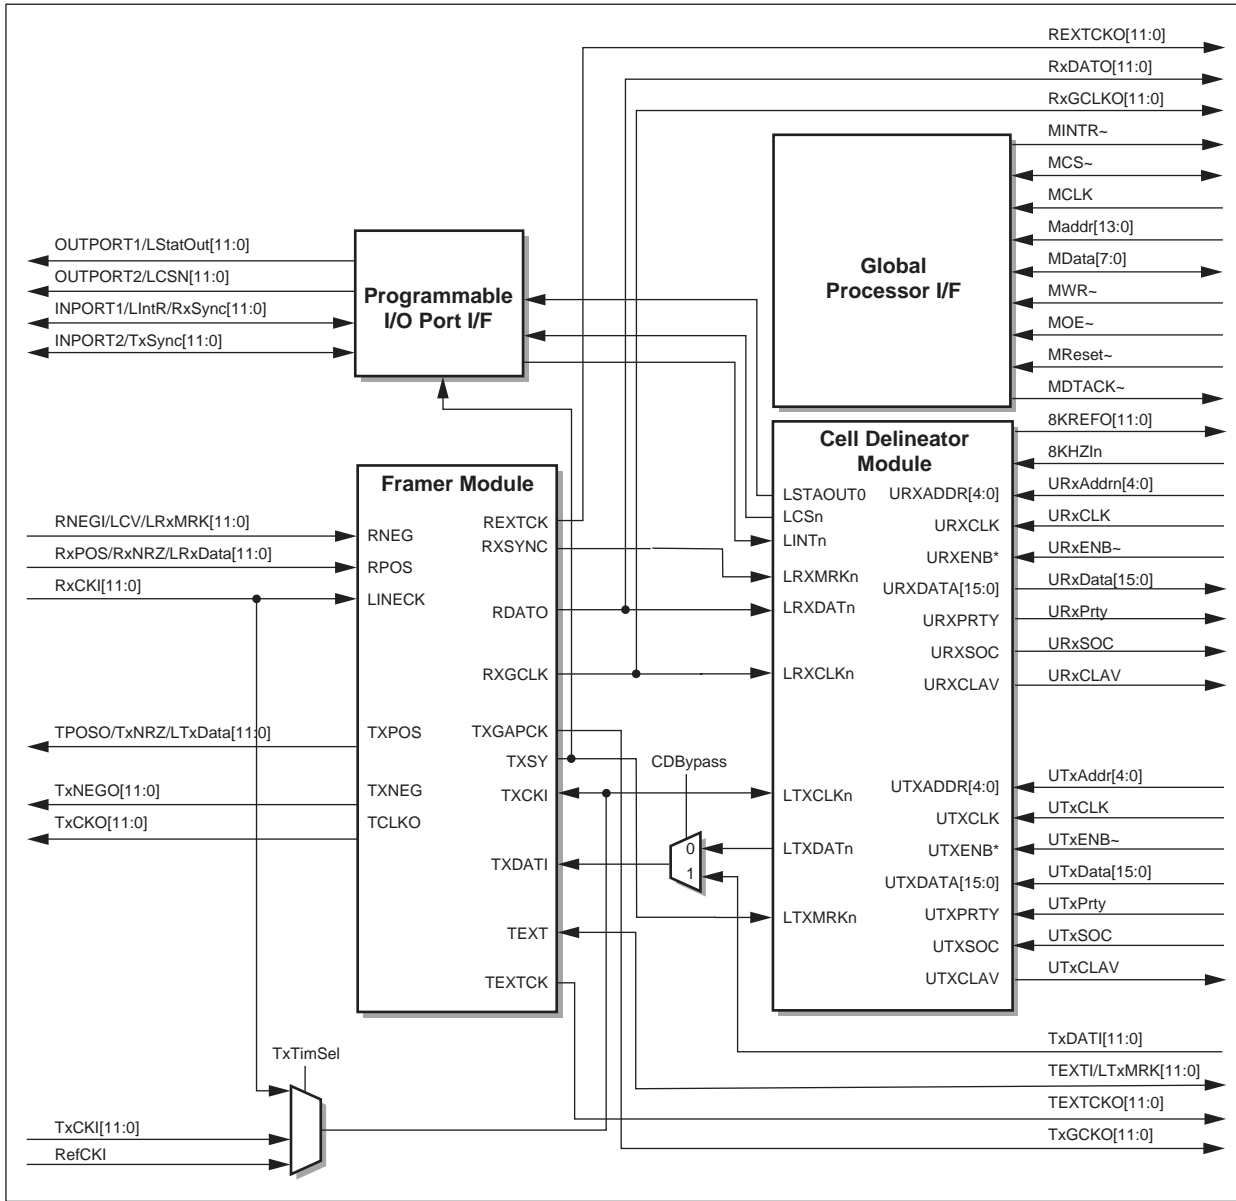 REXTCKO[11:0]
RxDATO[11:0]
RxGCLKO[11:0]
MINTR~
MCS~
MCLK
Maddr[13:0]
MData[7:0]
MWR~
MOE~
MReset~
MDTACK~
Global
Processor I/F
OUTPORT1/LStatOut[11:0]
OUTPORT2/LCSN[11:0]
INPORT1/LIntR/RxSync[11:0]
INPORT2/TxSync[11:0]
Programmable
I/O Port I/F
Cell Delineator
Module
LSTAOUT0
LCSn
LINTn
LRXMRKn
LRXDATn
LRXCLKn
LTXCLKn
LTXDATn
LTXMRKn
URXADDR[4:0]
URXCLK
URXENB*
URXDATA[15:0]
URXPRTY
URXSOC
URXCLAV
UTXADDR[4:0]
UTXCLK
UTXENB*
UTXDATA[15:0]
UTXPRTY
UTXSOC
UTXCLAV
8KREFO[11:0]
8KHZIn
URxAddrn[4:0]
URxCLK
URxENB~
URxData[15:0]
URxPrty
URxSOC
URxCLAV
UTxAddr[4:0]
UTxCLK
UTxENB~
UTxData[15:0]
UTxPrty
UTxSOC
UTxCLAV
Framer Module
RNEG
RPOS
LINECK
TXPOS
TXNEG
TCLKO
REXTCK
RXSYNC
RDATO
RXGCLK
TXGAPCK
TXSY
TXCKI
TXDATI
TEXT
TEXTCK
RNEGI/LCV/LRxMRK[11:0]
RxPOS/RxNRZ/LRxData[11:0]
RxCKI[11:0]
TPOSO/TxNRZ/LTxData[11:0]
TxNEGO[11:0]
TxCKO[11:0]
CDBypass
0
1
TxTimSel
TxCKI[11:0]
RefCKI
TxDATI[11:0]
TEXTI/LTxMRK[11:0]
TEXTCKO[11:0]
TxGCKO[11:0]